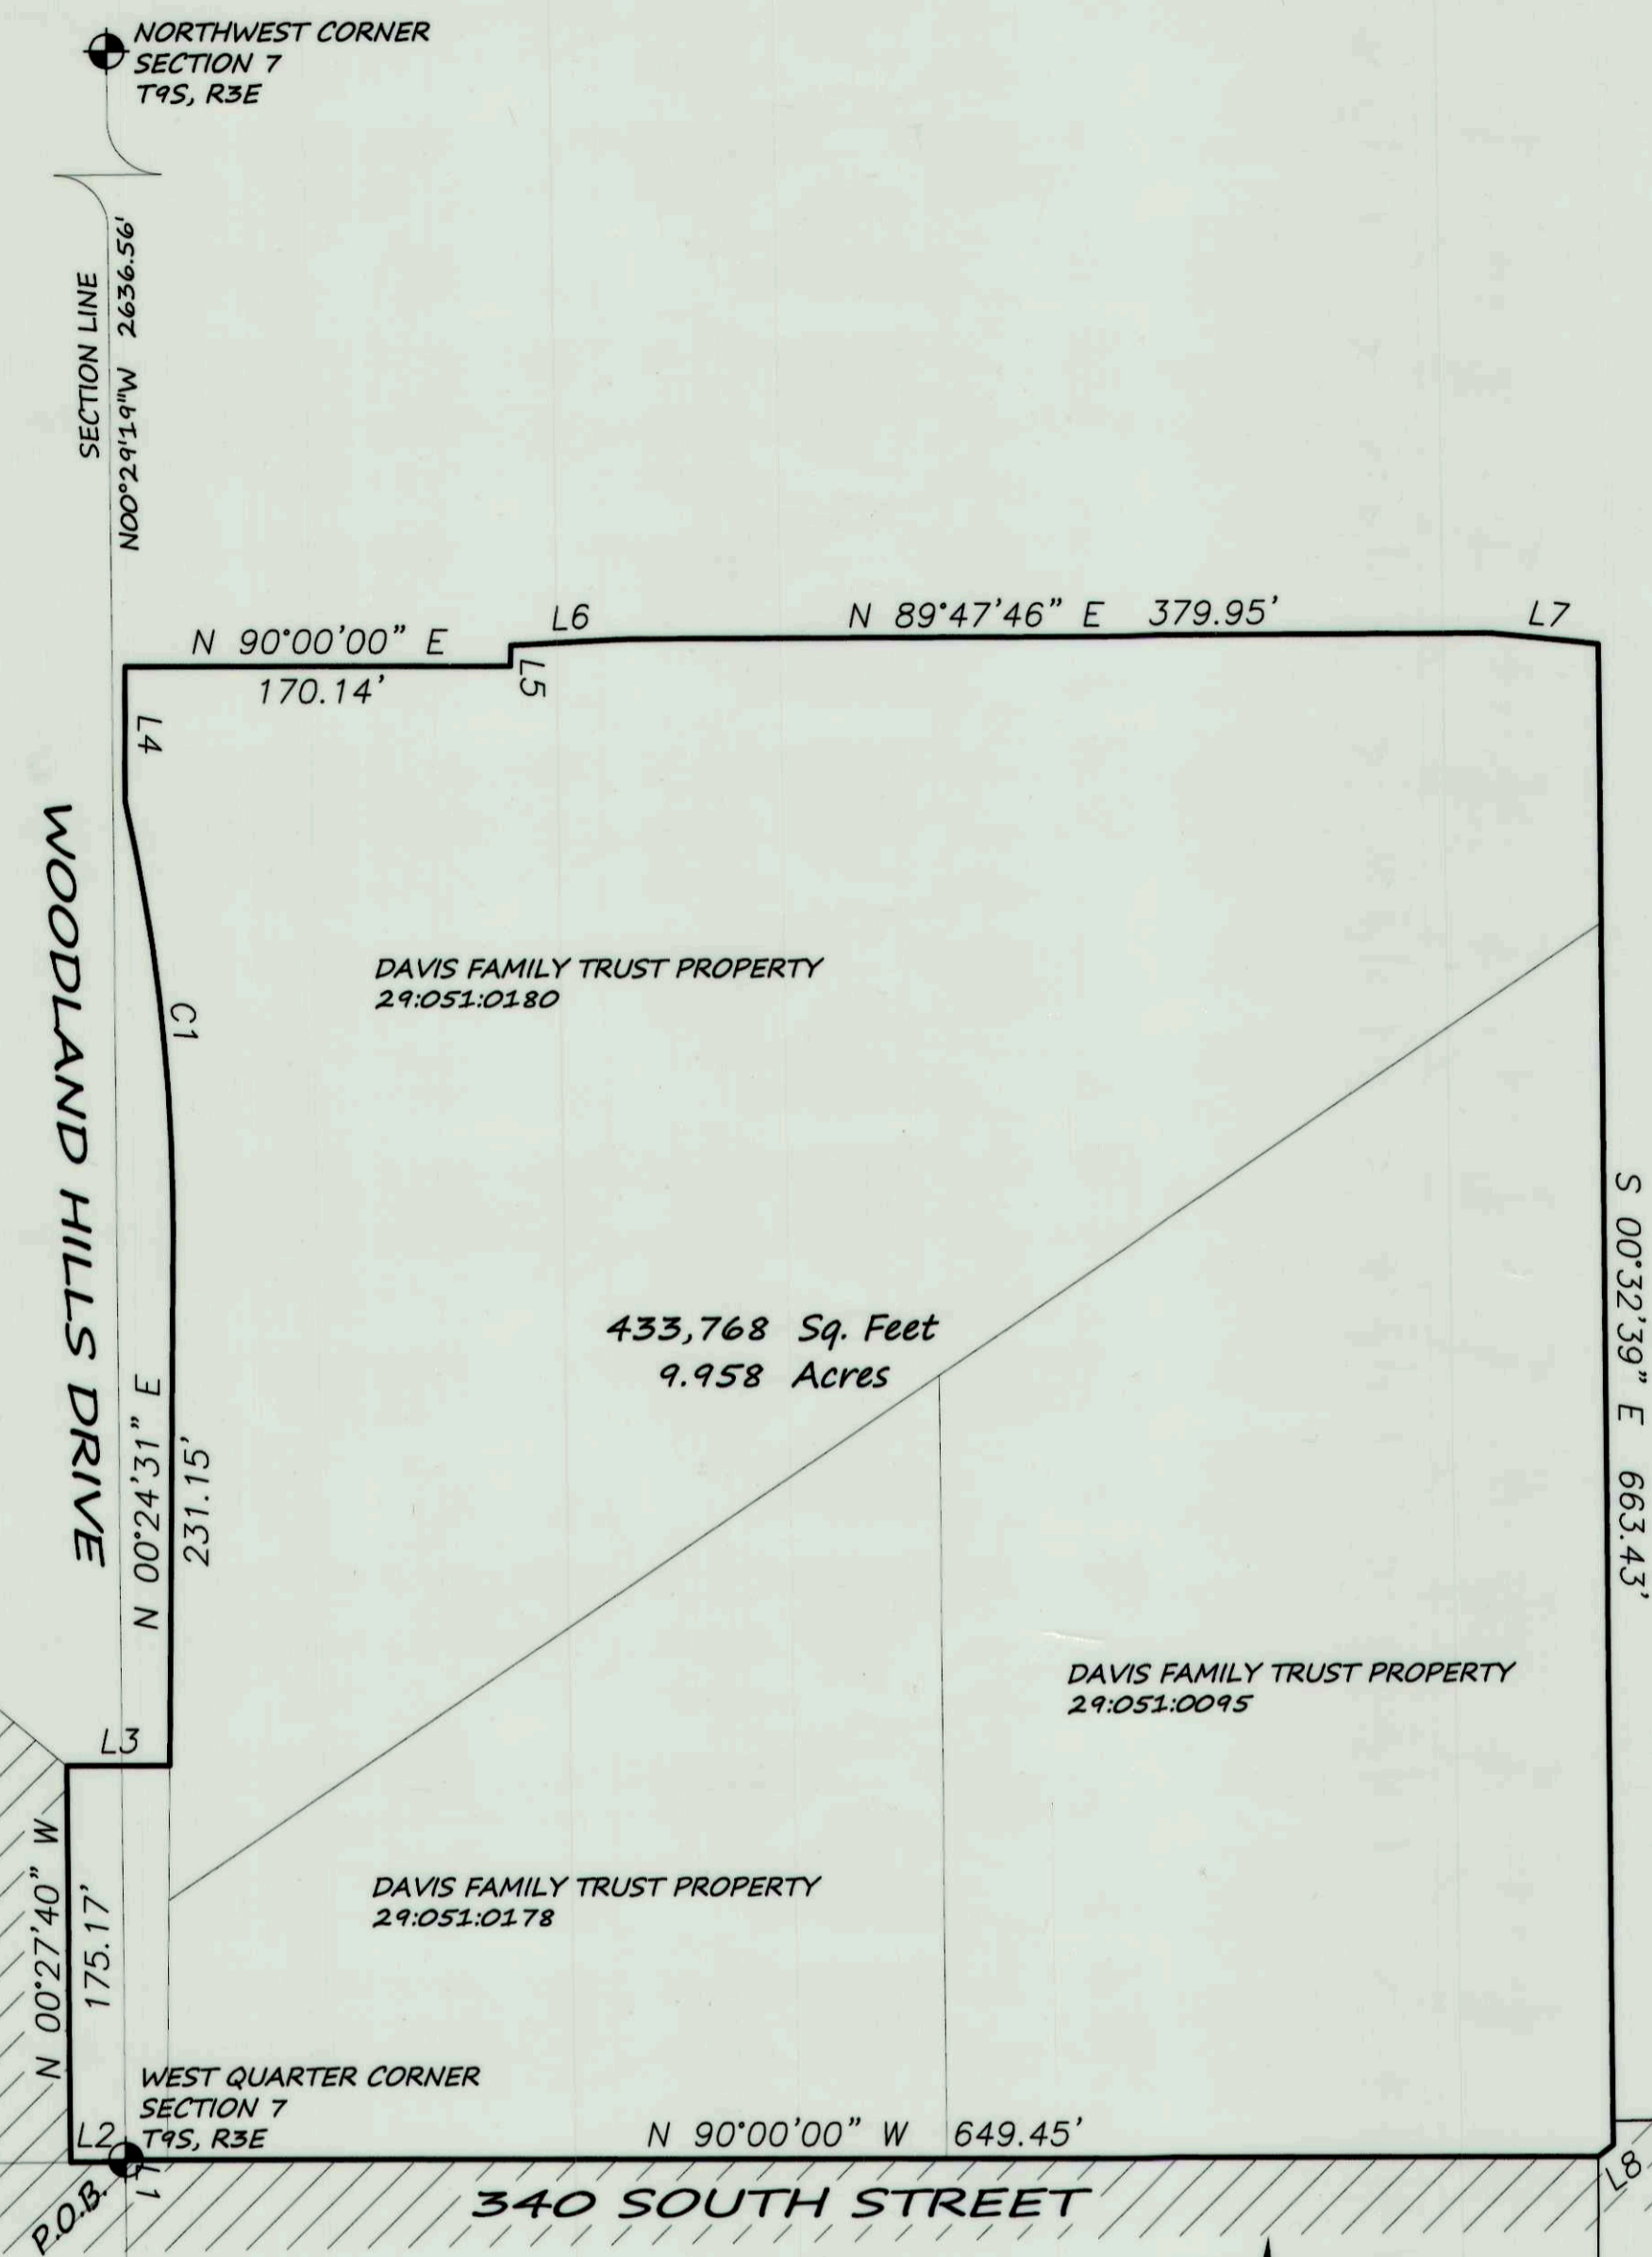 NORTHWEST CORNER
SECTION 7
T9S, R3E
SECTION LINE
N00°29'19"W 2636.56'
N 90°00'00" E
170.14'
L6
L5
N 89°47'46" E 379.95'
L7
L4
WOODLAND HILLS DRIVE
C1
DAVIS FAMILY TRUST PROPERTY
29:051:0180
433,768 Sq. Feet
9.958 Acres
S 00°32'39" E 663.43'
N 00°24'31" E
231.15'
L3
DAVIS FAMILY TRUST PROPERTY
29:051:0095
N 00°27'40" W
175.17'
DAVIS FAMILY TRUST PROPERTY
29:051:0178
WEST QUARTER CORNER
SECTION 7
T9S, R3E
L2
L1
P.O.B.
N 90°00'00" W 649.45'
L8
340 SOUTH STREET